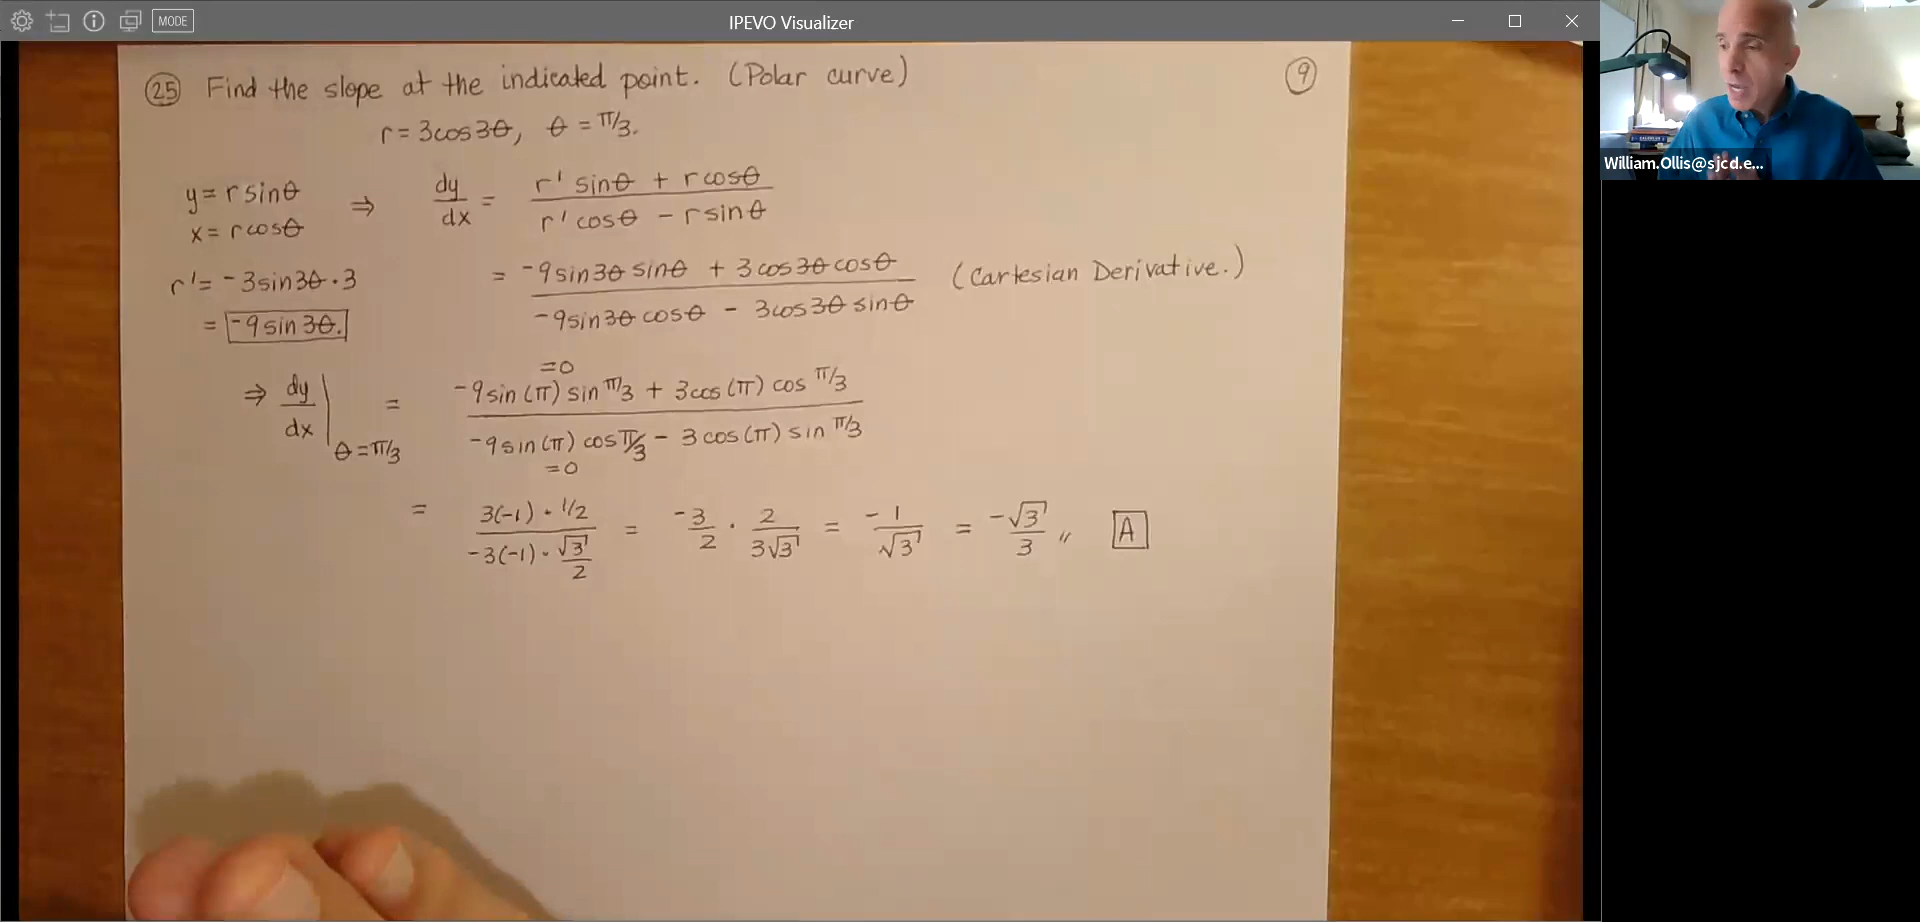 MODE
IPEVO Visualizer
William.Ollis@sjcd.e...
(25) Find the slope at the indicated point. (Polar curve)
(9)
r = 3cos3θ, θ = π/3.
y = r sinθ
x = r cosθ
⇒ dy/dx = (r' sinθ + r cosθ)/(r' cosθ - r sinθ)
r' = -3sin3θ·3
= -9 sin 3θ.
= (-9sin3θ sinθ + 3cos3θ cosθ)/(-9sin3θ cosθ - 3cos3θ sinθ) (Cartesian Derivative.)
=0
⇒ dy/dx | θ = π/3 = (-9sin(π) sin π/3 + 3cos(π) cos π/3)/(-9sin(π) cos π/3 - 3cos(π) sin π/3)
=0
= (3(-1)·1/2)/(-3(-1)·√3/2) = -3/2 · 2/(3√3) = -1/√3 = -√3/3 〃 A